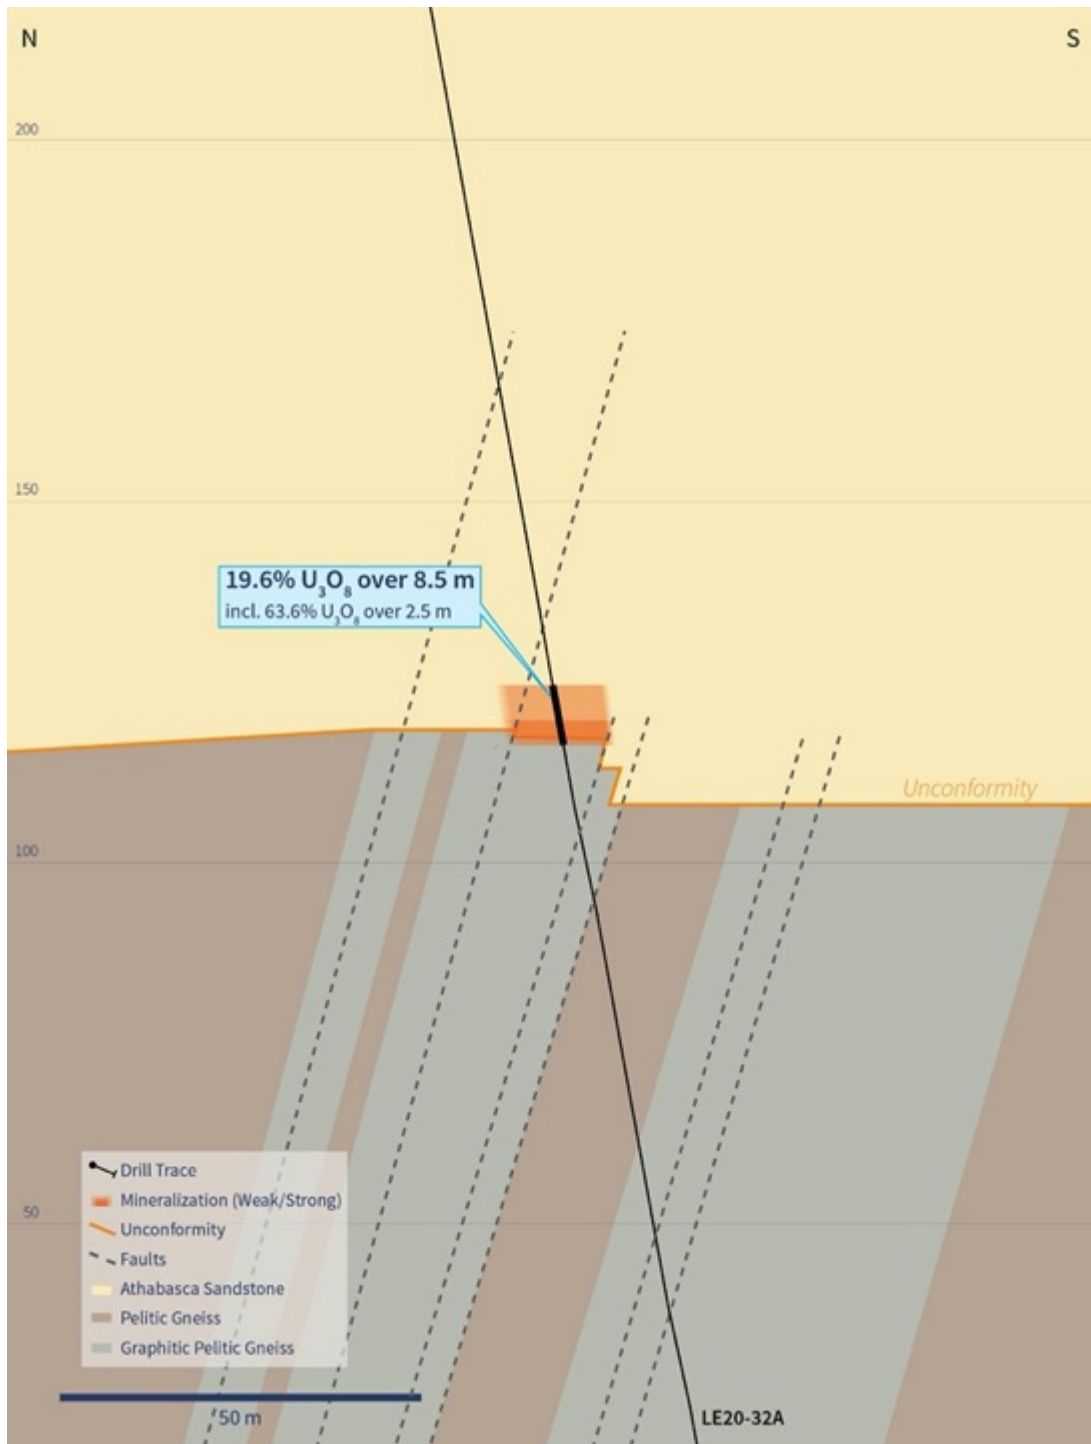 N
S
200
150
19.6% U₃O₈ over 8.5 m
incl. 63.6% U₃O₈ over 2.5 m
Unconformity
100
Drill Trace
Mineralization (Weak/Strong)
50
Unconformity
Faults
Athabasca Sandstone
Pelitic Gneiss
Graphitic Pelitic Gneiss
50 m
LE20-32A